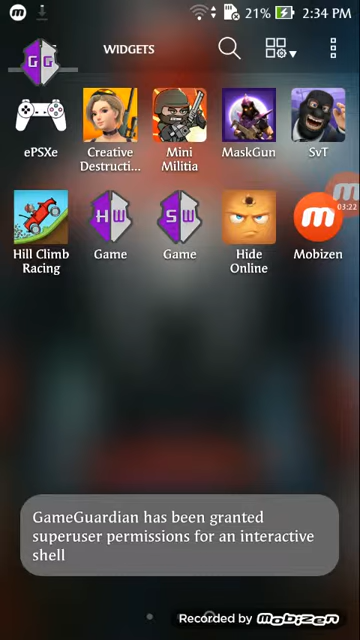 21%
2:34 PM
GG
WIDGETS
ePSXe
Creative
Destructi...
Mini
Militia
MaskGun
SvT
03:22
HW
SW
Hill Climb
Racing
Game
Game
Hide
Online
Mobizen
GameGuardian has been granted
superuser permissions for an interactive
shell
Recorded by mobizen